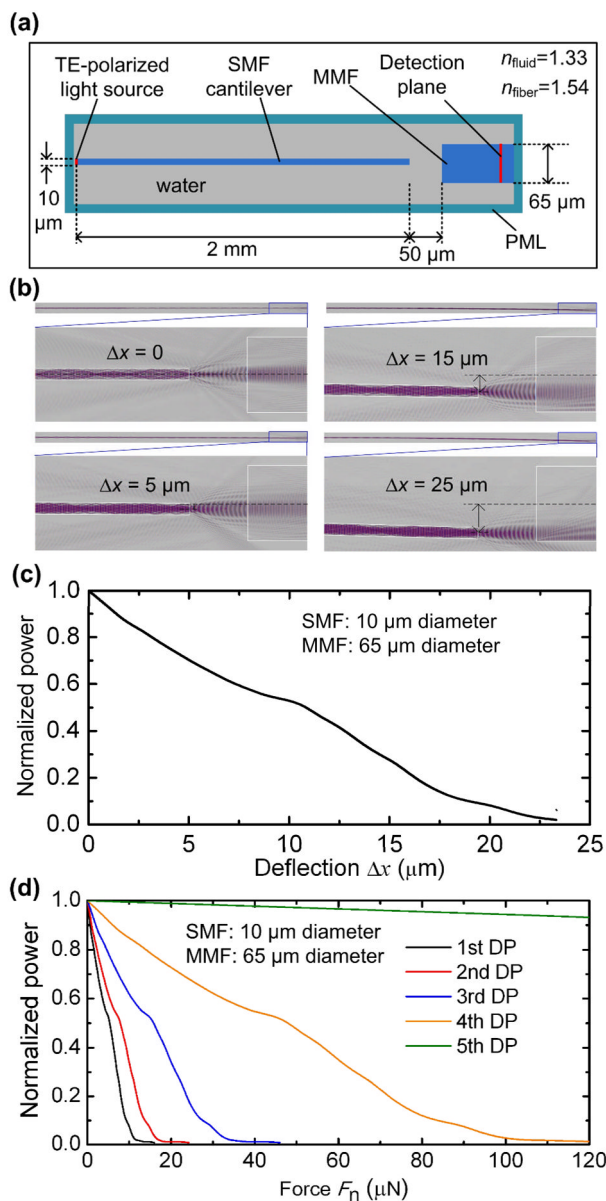 (a)
TE-polarized
light source
SMF
cantilever
MMF
Detection
plane
n_fluid=1.33
n_fiber=1.54
10
μm
water
65 μm
2 mm
50 μm
PML
(b)
Δx = 0
Δx = 15 μm
Δx = 5 μm
Δx = 25 μm
(c)
Normalized power
1.0
0.8
0.6
0.4
0.2
0.0
SMF: 10 μm diameter
MMF: 65 μm diameter
0 5 10 15 20 25
Deflection Δx (μm)
(d)
Normalized power
1.0
0.8
0.6
0.4
0.2
0.0
SMF: 10 μm diameter
MMF: 65 μm diameter
1st DP
2nd DP
3rd DP
4th DP
5th DP
0 20 40 60 80 100 120
Force F_n (μN)